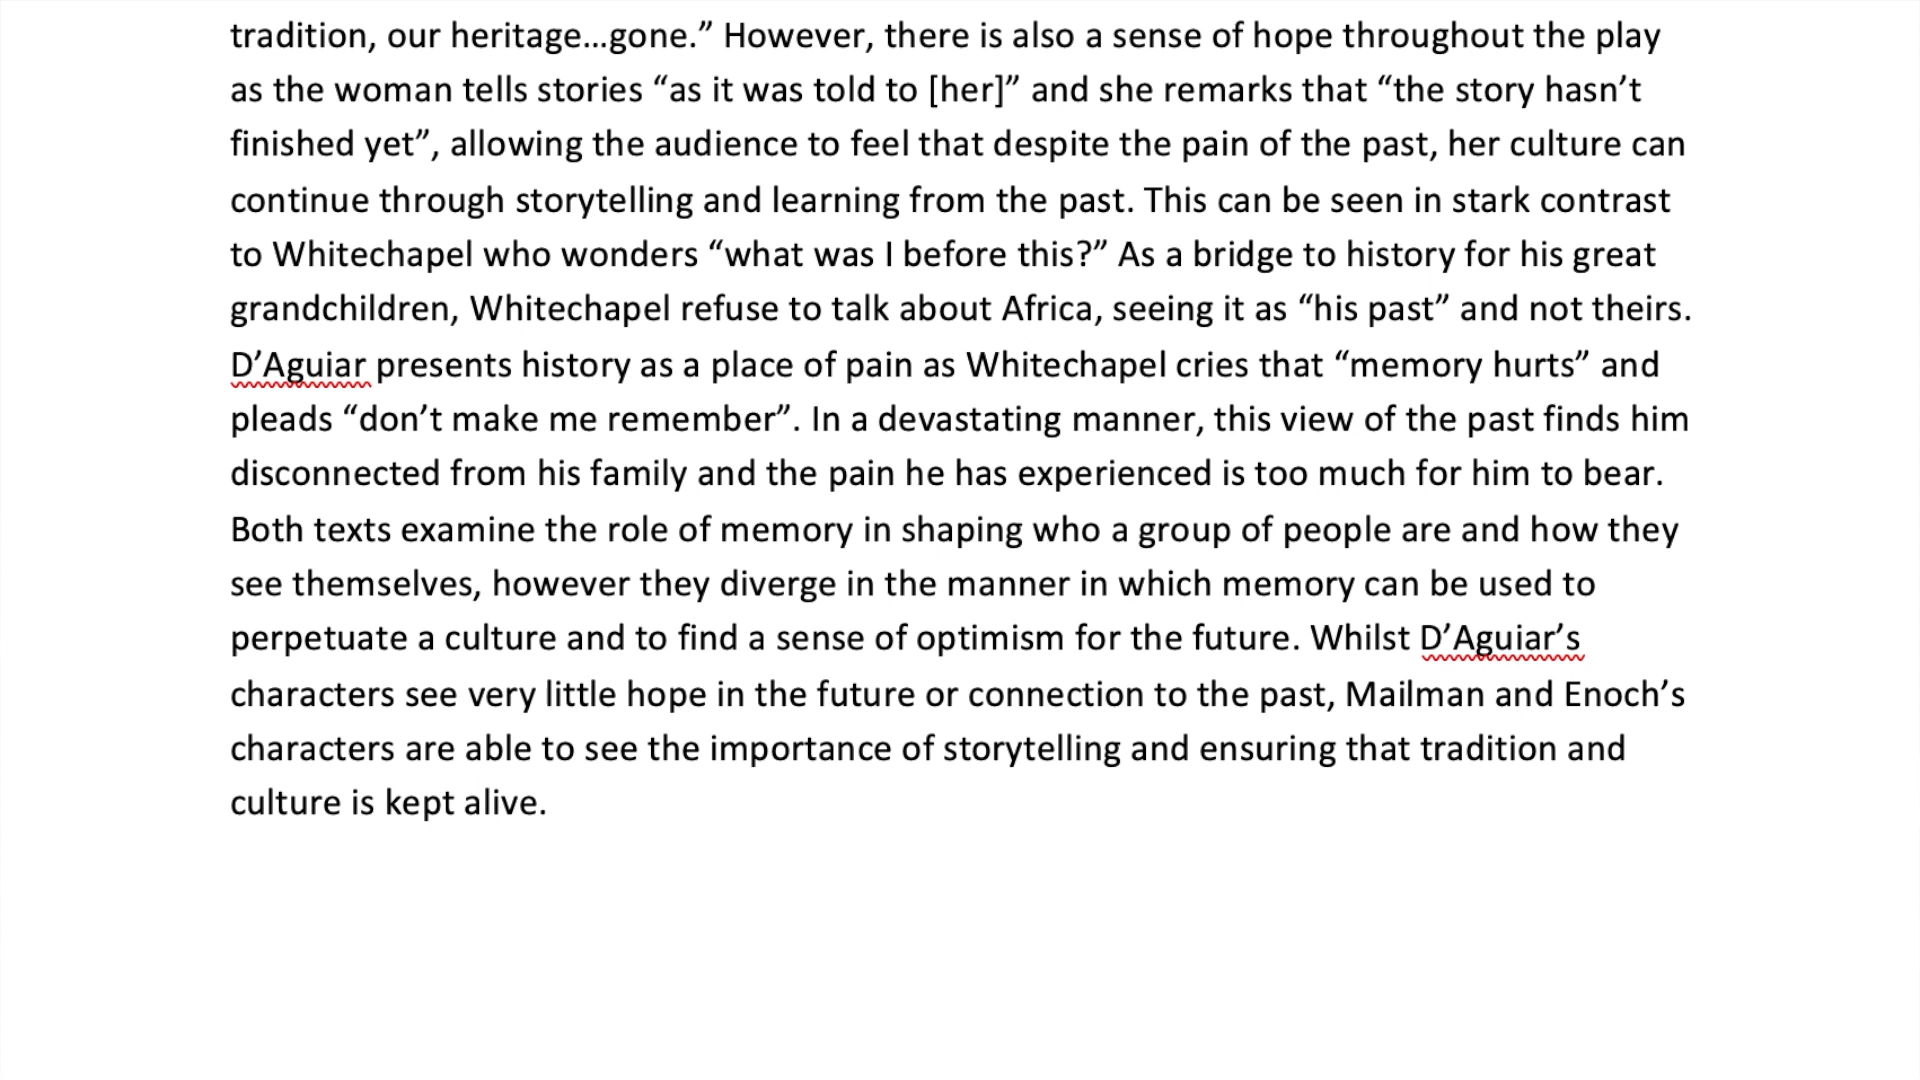 tradition, our heritage...gone.” However, there is also a sense of hope throughout the play
as the woman tells stories “as it was told to [her]” and she remarks that “the story hasn’t
finished yet”, allowing the audience to feel that despite the pain of the past, her culture can
continue through storytelling and learning from the past. This can be seen in stark contrast
to Whitechapel who wonders “what was I before this?” As a bridge to history for his great
grandchildren, Whitechapel refuse to talk about Africa, seeing it as “his past” and not theirs.
D’Aguiar presents history as a place of pain as Whitechapel cries that “memory hurts” and
pleads “don’t make me remember”. In a devastating manner, this view of the past finds him
disconnected from his family and the pain he has experienced is too much for him to bear.
Both texts examine the role of memory in shaping who a group of people are and how they
see themselves, however they diverge in the manner in which memory can be used to
perpetuate a culture and to find a sense of optimism for the future. Whilst D’Aguiar’s
characters see very little hope in the future or connection to the past, Mailman and Enoch’s
characters are able to see the importance of storytelling and ensuring that tradition and
culture is kept alive.